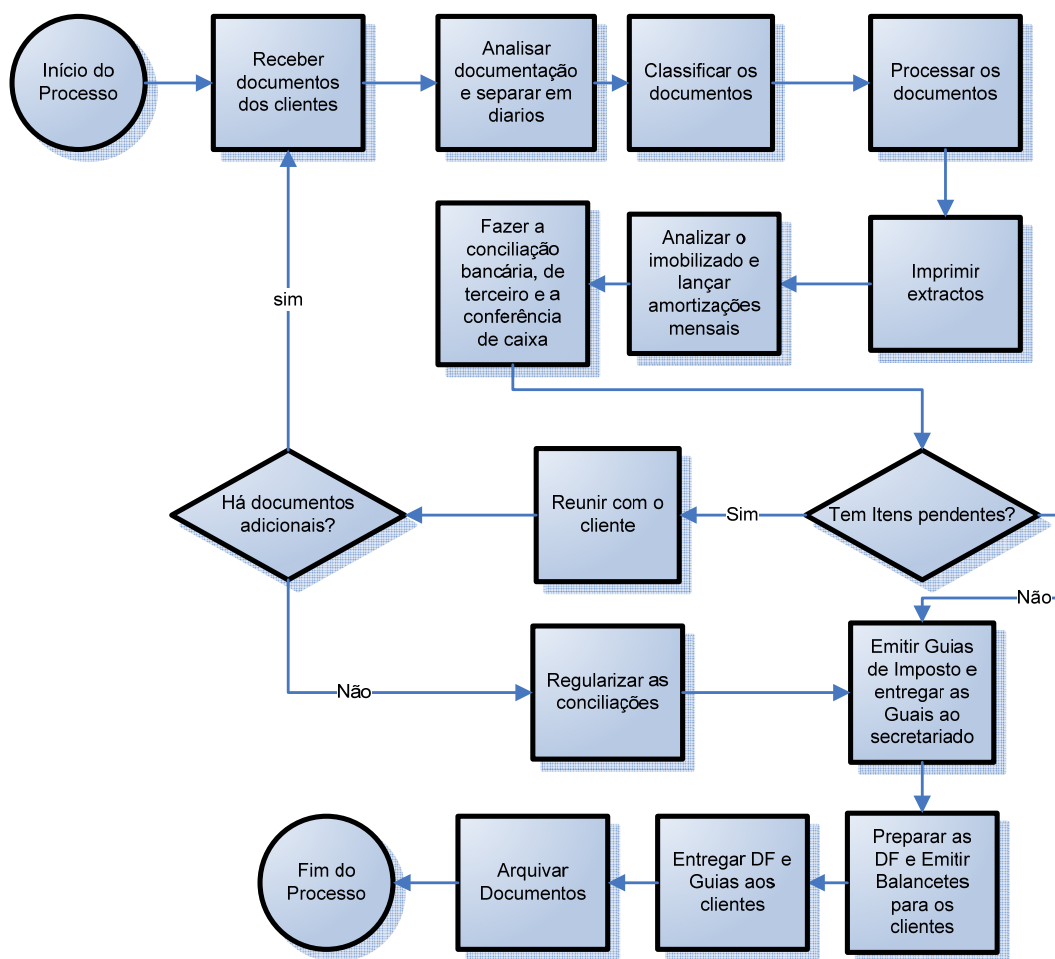 Início do
Processo
Receber
documentos
dos clientes
Analisar
documentação
e separar em
diarios
Classificar os
documentos
Processar os
documentos
Fazer a
conciliação
bancária, de
terceiro e a
conferência
de caixa
Analizar o
imobilizado e
lançar
amortizações
mensais
Imprimir
extractos
sim
Há documentos
adicionais?
Reunir com o
cliente
Sim
Tem Itens pendentes?
Não
Não
Regularizar as
conciliações
Emitir Guias
de Imposto e
entregar as
Guais ao
secretariado
Fim do
Processo
Arquivar
Documentos
Entregar DF e
Guias aos
clientes
Preparar as
DF e Emitir
Balancetes
para os
clientes